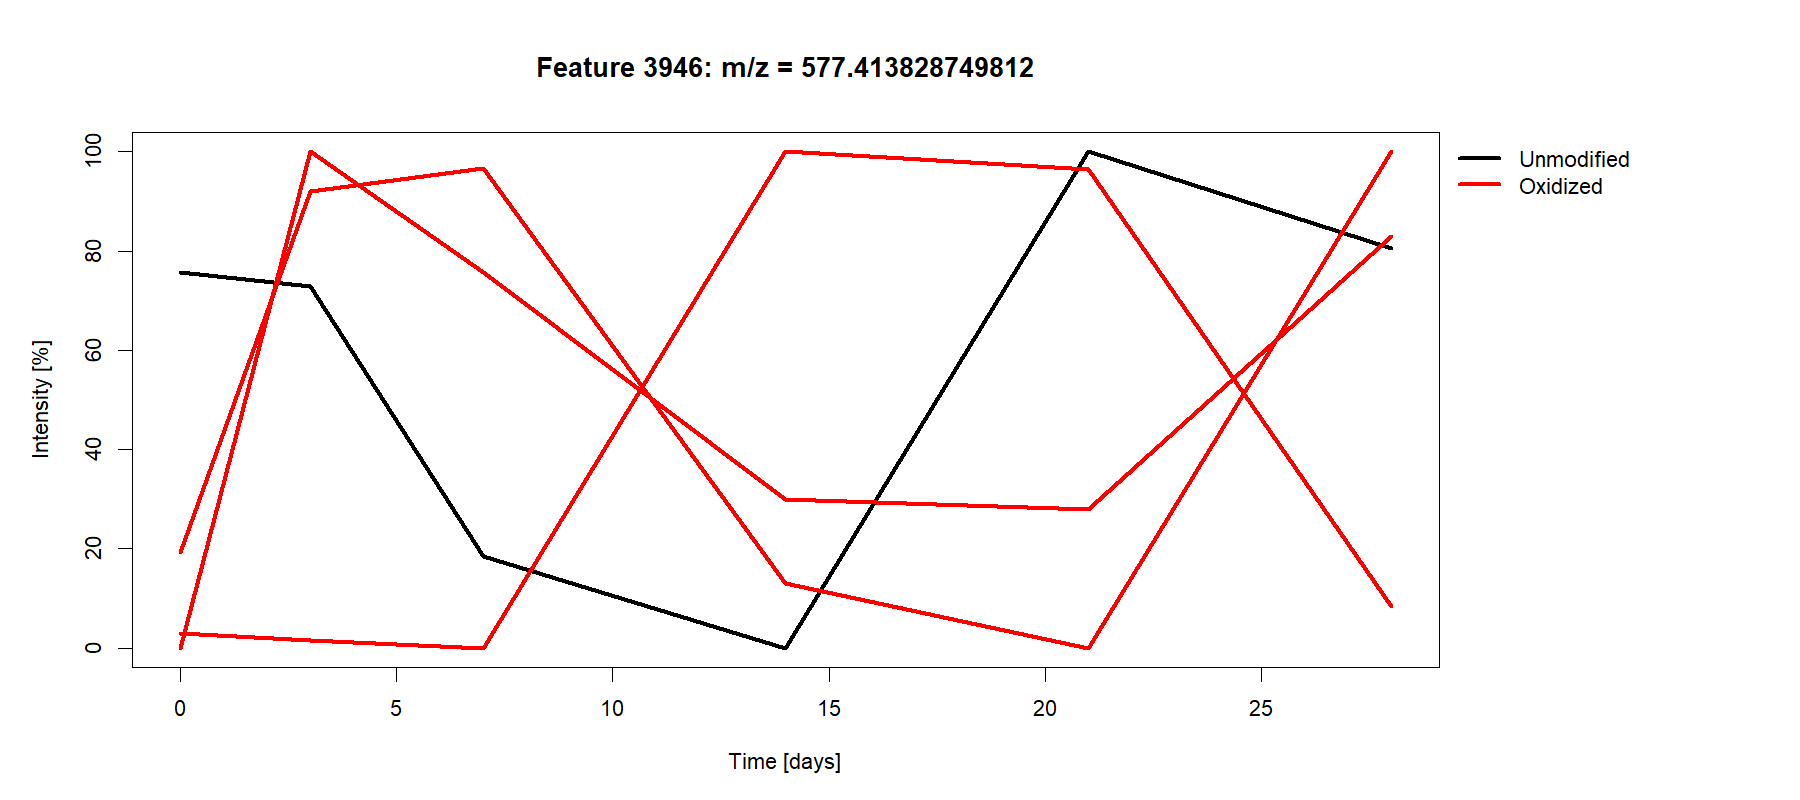 Feature 3946: m/z = 577.413828749812
Unmodified
Oxidized
100
80
60
40
20
0
Intensity [%]
0 5 10 15 20 25
Time [days]